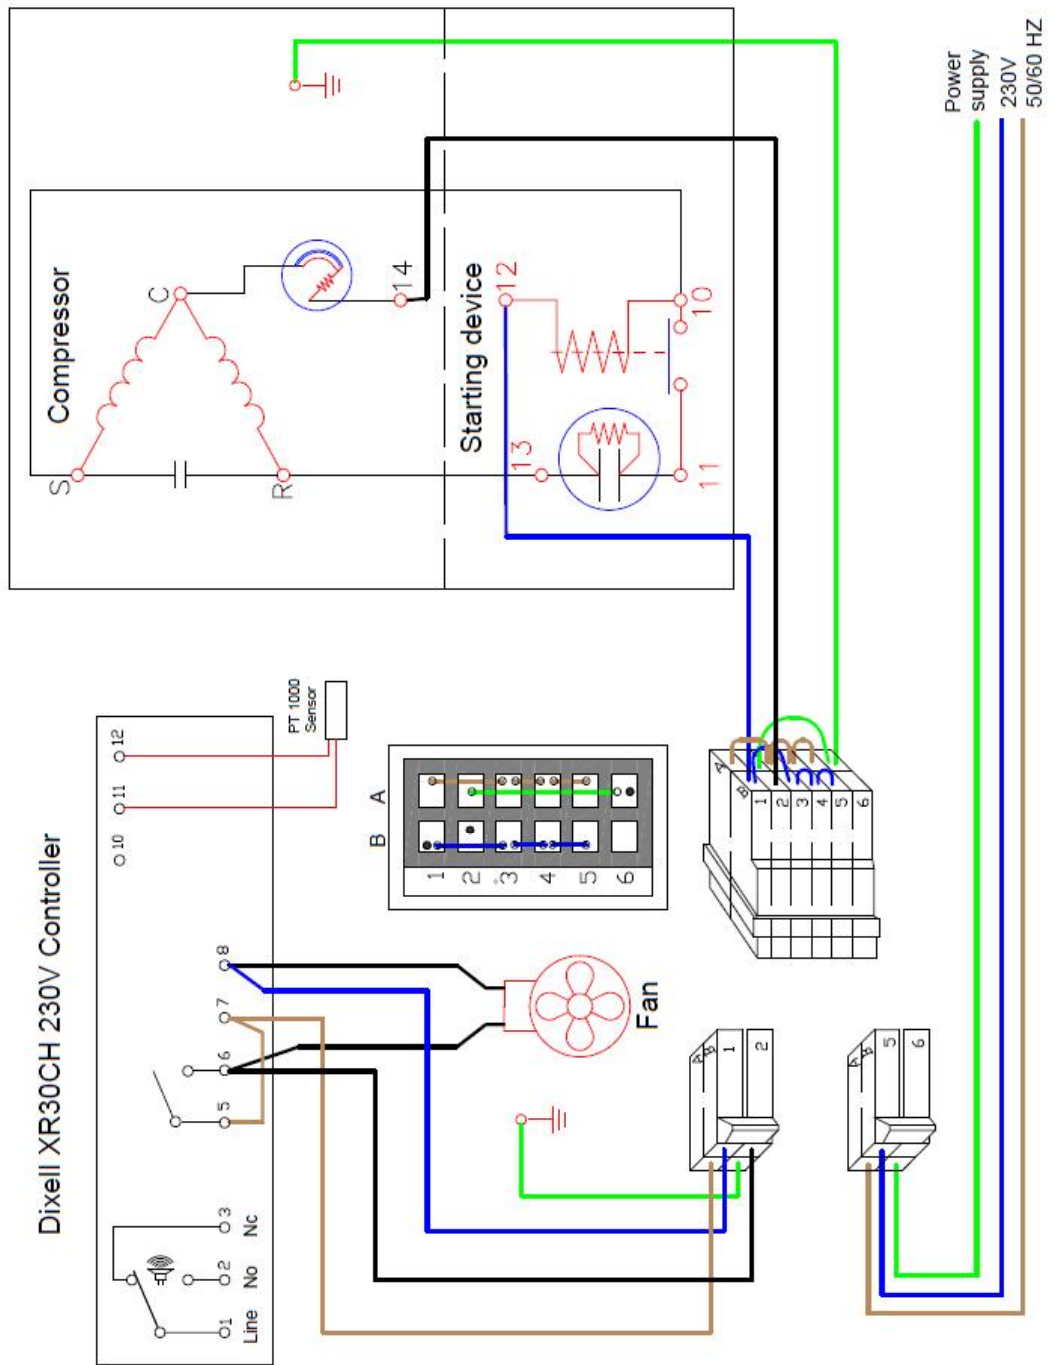 Dixell XR30CH 230V Controller
Line
1
No
2
Nc
3
5
6
7
8
10
11
12
PT 1000
Sensor
Fan
B
A
1
2
3
4
5
6
Compressor
S
C
R
14
Starting device
12
13
10
11
A
B
1
2
3
4
5
6
A
B
1
2
A
B
5
6
Power
supply
230V
50/60 HZ